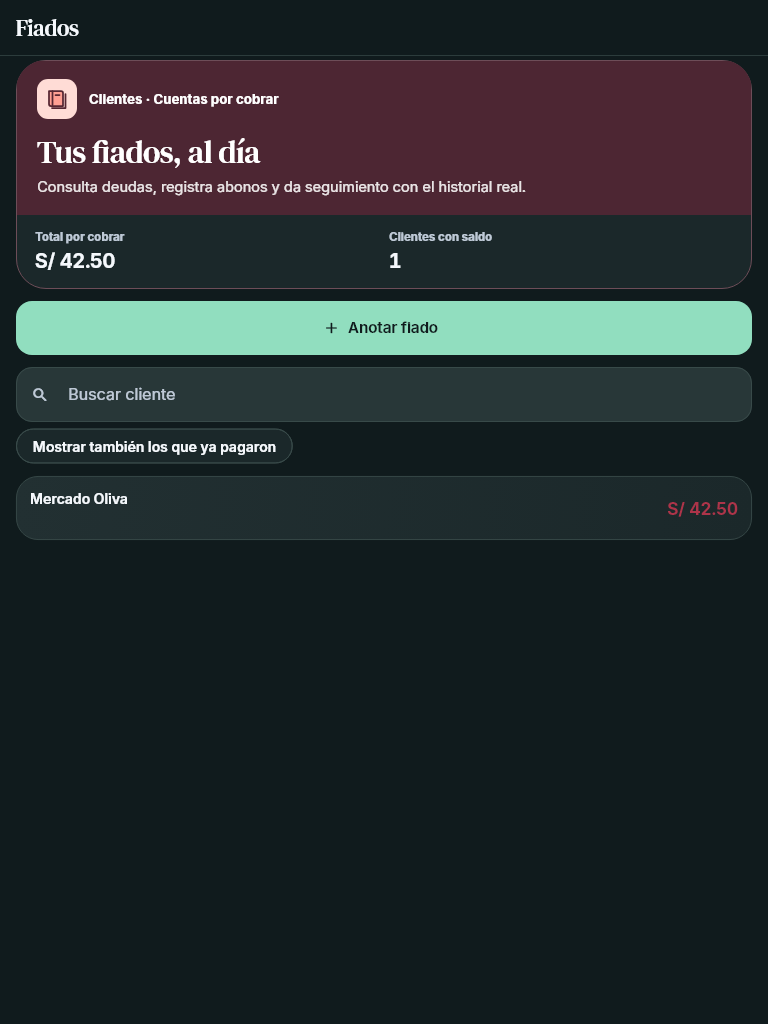 Fiados
Clientes · Cuentas por cobrar
Tus fiados, al día
Consulta deudas, registra abonos y da seguimiento con el historial real.
Total por cobrar
S/ 42.50
Clientes con saldo
1
+ Anotar fiado
Buscar cliente
Mostrar también los que ya pagaron
Mercado Oliva
S/ 42.50